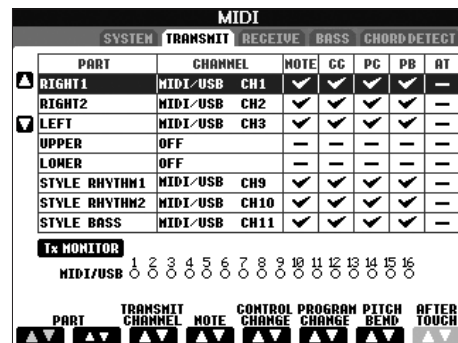 MIDI
SYSTEM TRANSMIT RECEIVE BASS CHORD DETECT
PART CHANNEL NOTE CC PC PB AT
RIGHT1 MIDI/USB CH1
RIGHT2 MIDI/USB CH2
LEFT MIDI/USB CH3
UPPER OFF
LOWER OFF
STYLE RHYTHM1 MIDI/USB CH9
STYLE RHYTHM2 MIDI/USB CH10
STYLE BASS MIDI/USB CH11
Tx MONITOR
1 2 3 4 5 6 7 8 9 10 11 12 13 14 15 16
MIDI/USB
PART TRANSMIT CHANNEL NOTE CONTROL CHANGE PROGRAM CHANGE PITCH BEND AFTER TOUCH